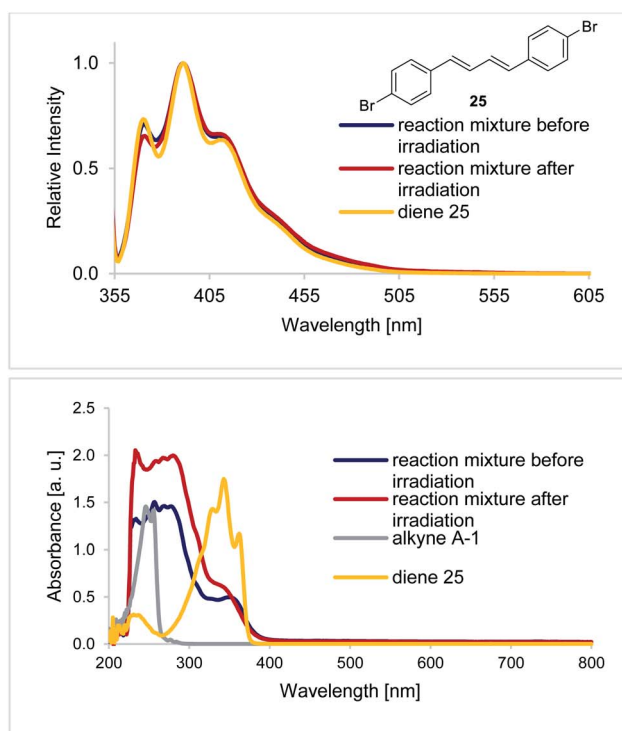 Relative Intensity
1.0
0.5
0.0
355
405
455
505
555
605
Wavelength [nm]
Br
Br
25
reaction mixture before
irradiation
reaction mixture after
irradiation
diene 25
Absorbance [a. u.]
2.5
2.0
1.5
1.0
0.5
0.0
200
300
400
500
600
700
800
Wavelength [nm]
reaction mixture before
irradiation
reaction mixture after
irradiation
alkyne A-1
diene 25